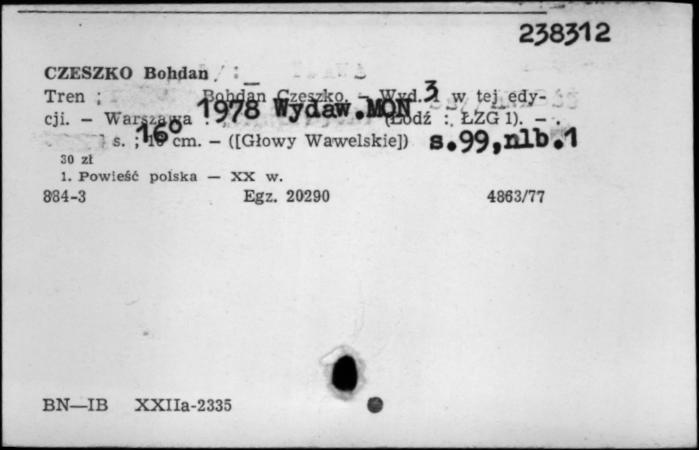 238312
CZESZKO Bohdan
Tren : Bohdan Czeszko. – Wyd. 3 w tej edy-
cji. – Warszawa : 1978 Wydaw.MON (Łódź : ŁZG 1). –
s. ; 16° cm. – ([Głowy Wawelskie]) s.99,nlb.1
30 zł
1. Powieść polska — XX w.
884-3 Egz. 20290 4863/77
BN—IB XXIIa-2335